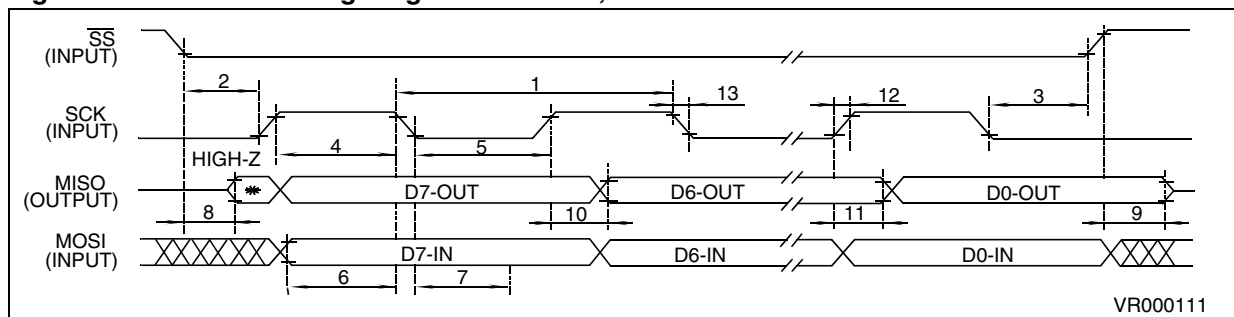 SS
(INPUT)
2
1
13
12
3
SCK
(INPUT)
4
5
HIGH-Z
MISO
(OUTPUT)
D7-OUT
D6-OUT
D0-OUT
8
10
11
9
MOSI
(INPUT)
D7-IN
D6-IN
D0-IN
6
7
VR000111